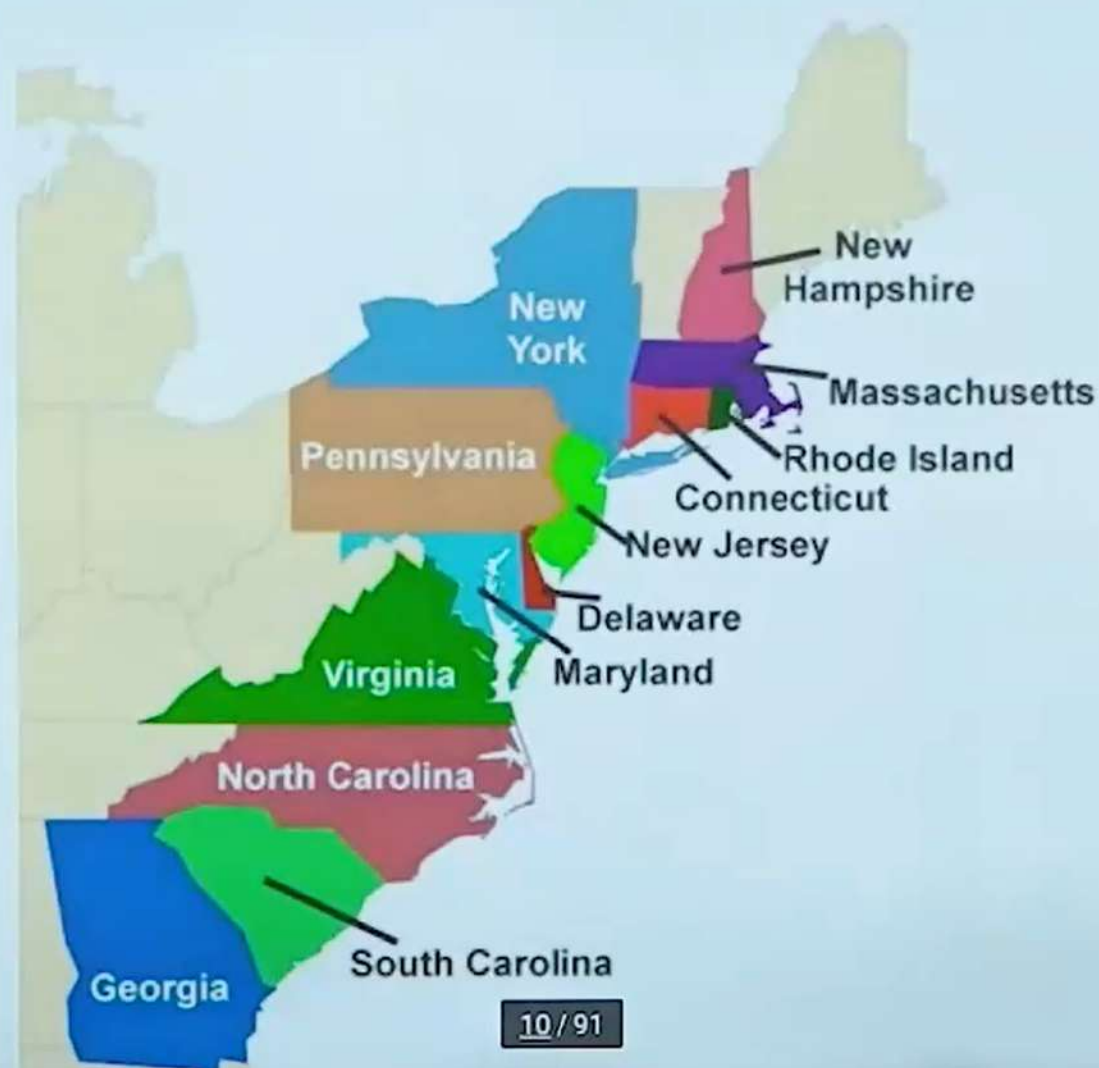 New
Hampshire
New
York
Massachusetts
Pennsylvania
Rhode Island
Connecticut
New Jersey
Delaware
Maryland
Virginia
North Carolina
South Carolina
Georgia
10/91